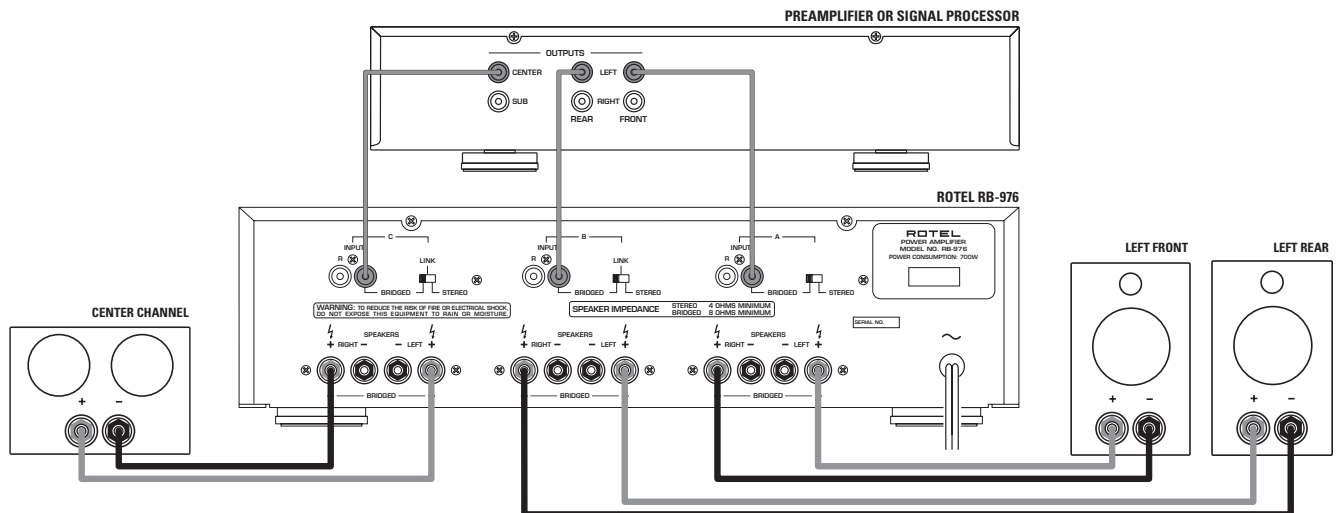 PREAMPLIFIER OR SIGNAL PROCESSOR
OUTPUTS
CENTER
LEFT
SUB
RIGHT
REAR
FRONT
ROTEL RB-976
C
B
A
INPUT
INPUT
INPUT
R
R
R
LINK
LINK
BRIDGED
STEREO
BRIDGED
STEREO
BRIDGED
STEREO
ROTEL
POWER AMPLIFIER
MODEL NO. RB-976
POWER CONSUMPTION: 700W
LEFT FRONT
LEFT REAR
WARNING: TO REDUCE THE RISK OF FIRE OR ELECTRICAL SHOCK,
DO NOT EXPOSE THIS EQUIPMENT TO RAIN OR MOISTURE.
SPEAKER IMPEDANCE STEREO 4 OHMS MINIMUM
BRIDGED 8 OHMS MINIMUM
SERIAL NO.
CENTER CHANNEL
SPEAKERS
SPEAKERS
SPEAKERS
+ RIGHT – – LEFT +
+ RIGHT – – LEFT +
+ RIGHT – – LEFT +
BRIDGED
BRIDGED
BRIDGED
+ –
+ –
+ –